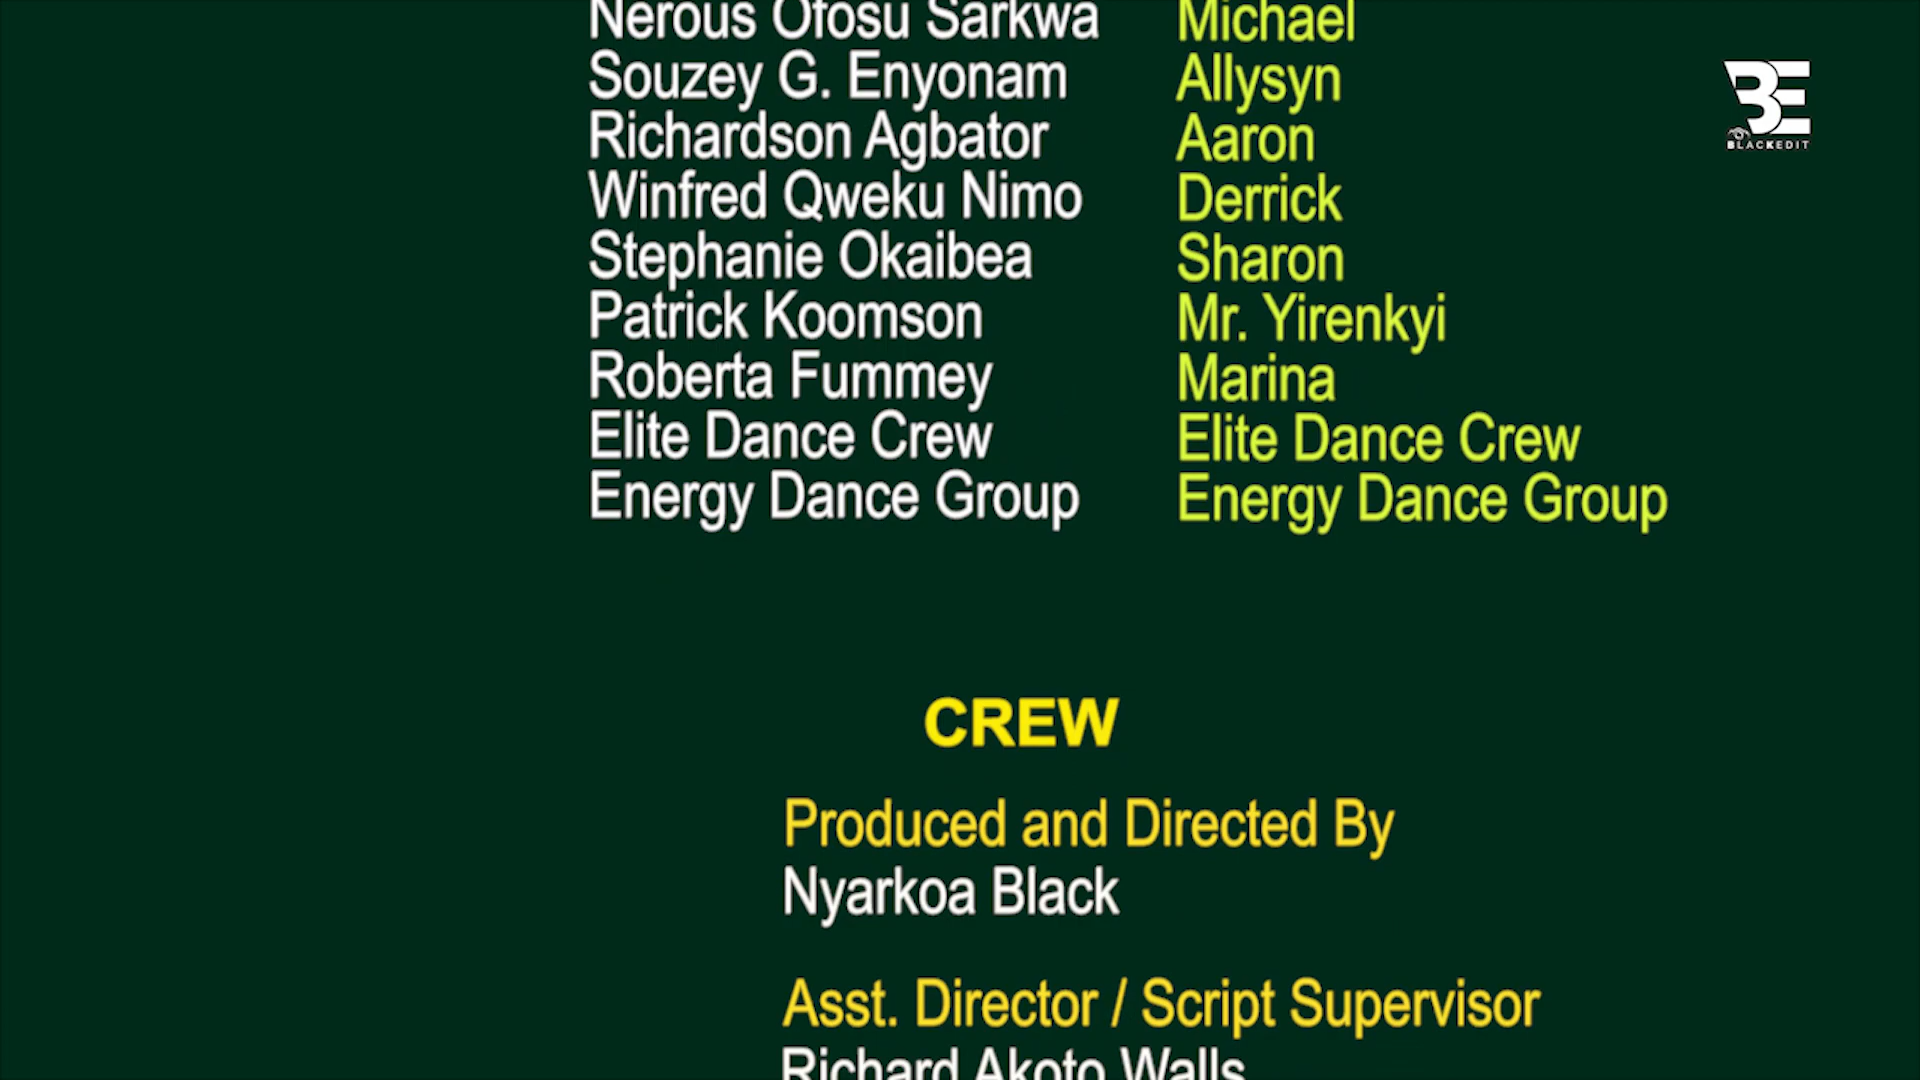 Nerous Ofosu Sarkwa Michael
Souzey G. Enyonam Allysyn
Richardson Agbator Aaron
Winfred Qweku Nimo Derrick
Stephanie Okaibea Sharon
Patrick Koomson Mr. Yirenkyi
Roberta Fummey Marina
Elite Dance Crew Elite Dance Crew
Energy Dance Group Energy Dance Group
BE
BLACKEDIT
CREW
Produced and Directed By
Nyarkoa Black
Asst. Director / Script Supervisor
Richard Akoto Walls